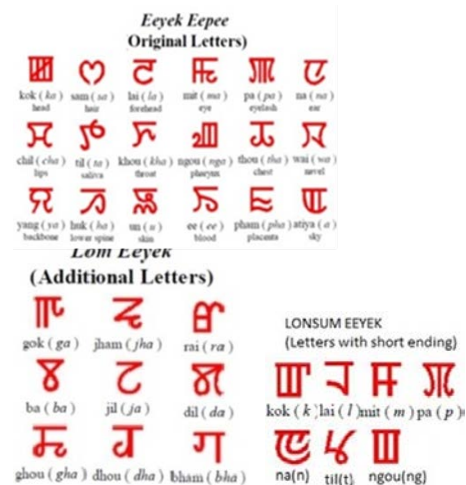 Eeyek Eepee
Original Letters)
ꯀ ꯁ ꯂ ꯃ ꯄ ꯅ
kok (ka) sam (sa) lai (la) mit (ma) pa (pa) na (na)
head hair forehead eye eyelash ear
ꯆ ꯇ ꯈ ꯉ ꯊ ꯋ
chil (cha) til (ta) khou (kha) ngou (nga) thou (tha) wai (wa)
lips saliva throat pharynx chest navel
ꯌ ꯍ ꯎ ꯏ ꯐ ꯑ
yang (ya) huk (ha) un (u) ee (ee) pham (pha) atiya (a)
backbone lower spine skin blood placenta sky
Lom Eeyek
(Additional Letters)
ꯒ ꯓ ꯔ
gok (ga) jham (jha) rai (ra)
ꯕ ꯖ ꯗ
ba (ba) jil (ja) dil (da)
ꯘ ꯙ ꯚ
ghou (gha) dhou (dha) bham (bha)
LONSUM EEYEK
(Letters with short ending)
ꯛ ꯜ ꯝ ꯞ
kok (k) lai (l) mit (m) pa (p)
ꯟ ꯠ ꯡ
na(n) til(t) ngou(ng)